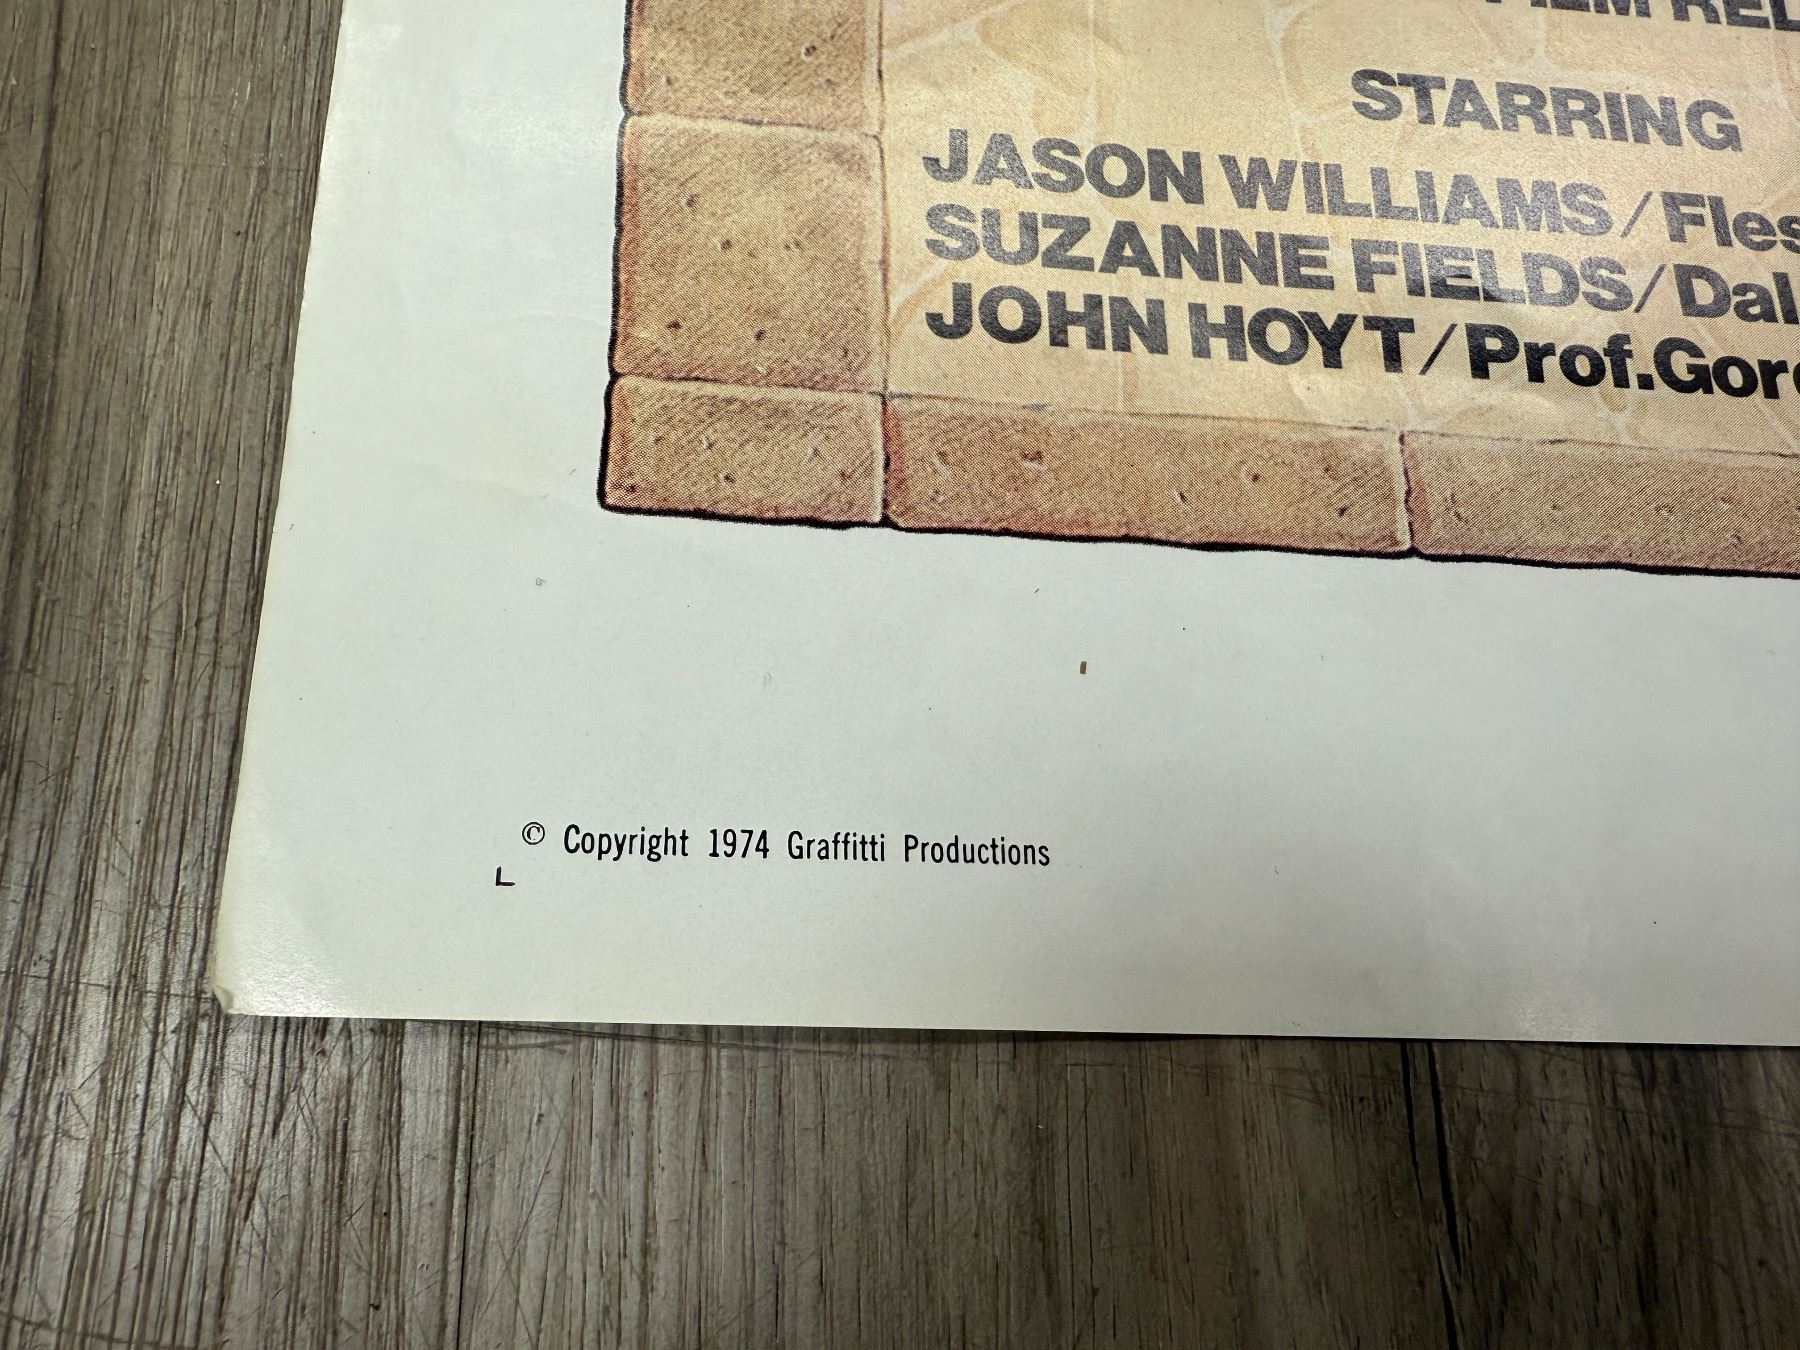 STARRING
JASON WILLIAMS/Fles
SUZANNE FIELDS/Dal
JOHN HOYT/Prof.Gor
© Copyright 1974 Graffitti Productions
L